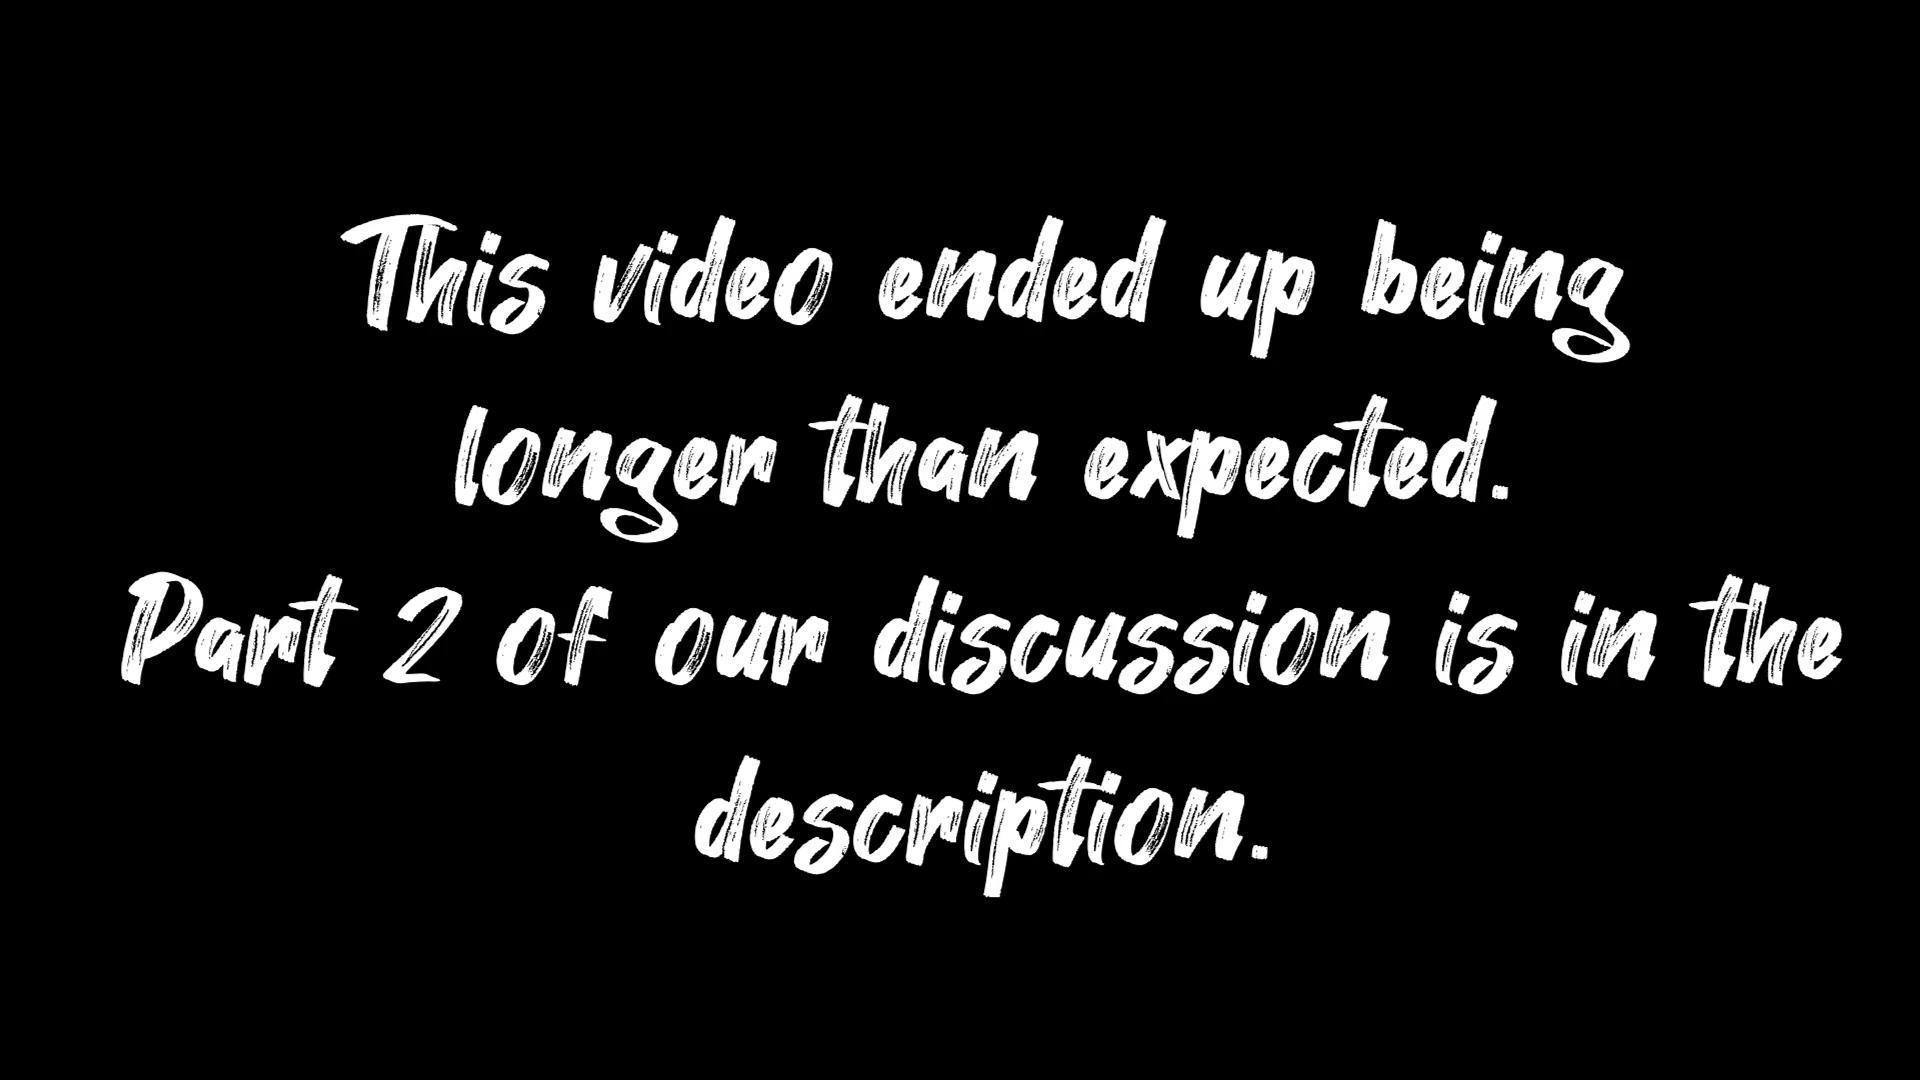 This video ended up being
longer than expected.
Part 2 of our discussion is in the
description.